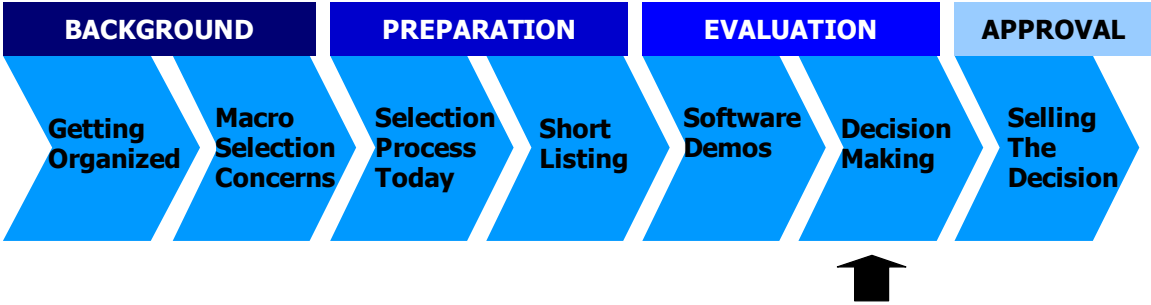 BACKGROUND
PREPARATION
EVALUATION
APPROVAL
Getting
Organized
Macro
Selection
Concerns
Selection
Process
Today
Short
Listing
Software
Demos
Decision
Making
Selling
The
Decision